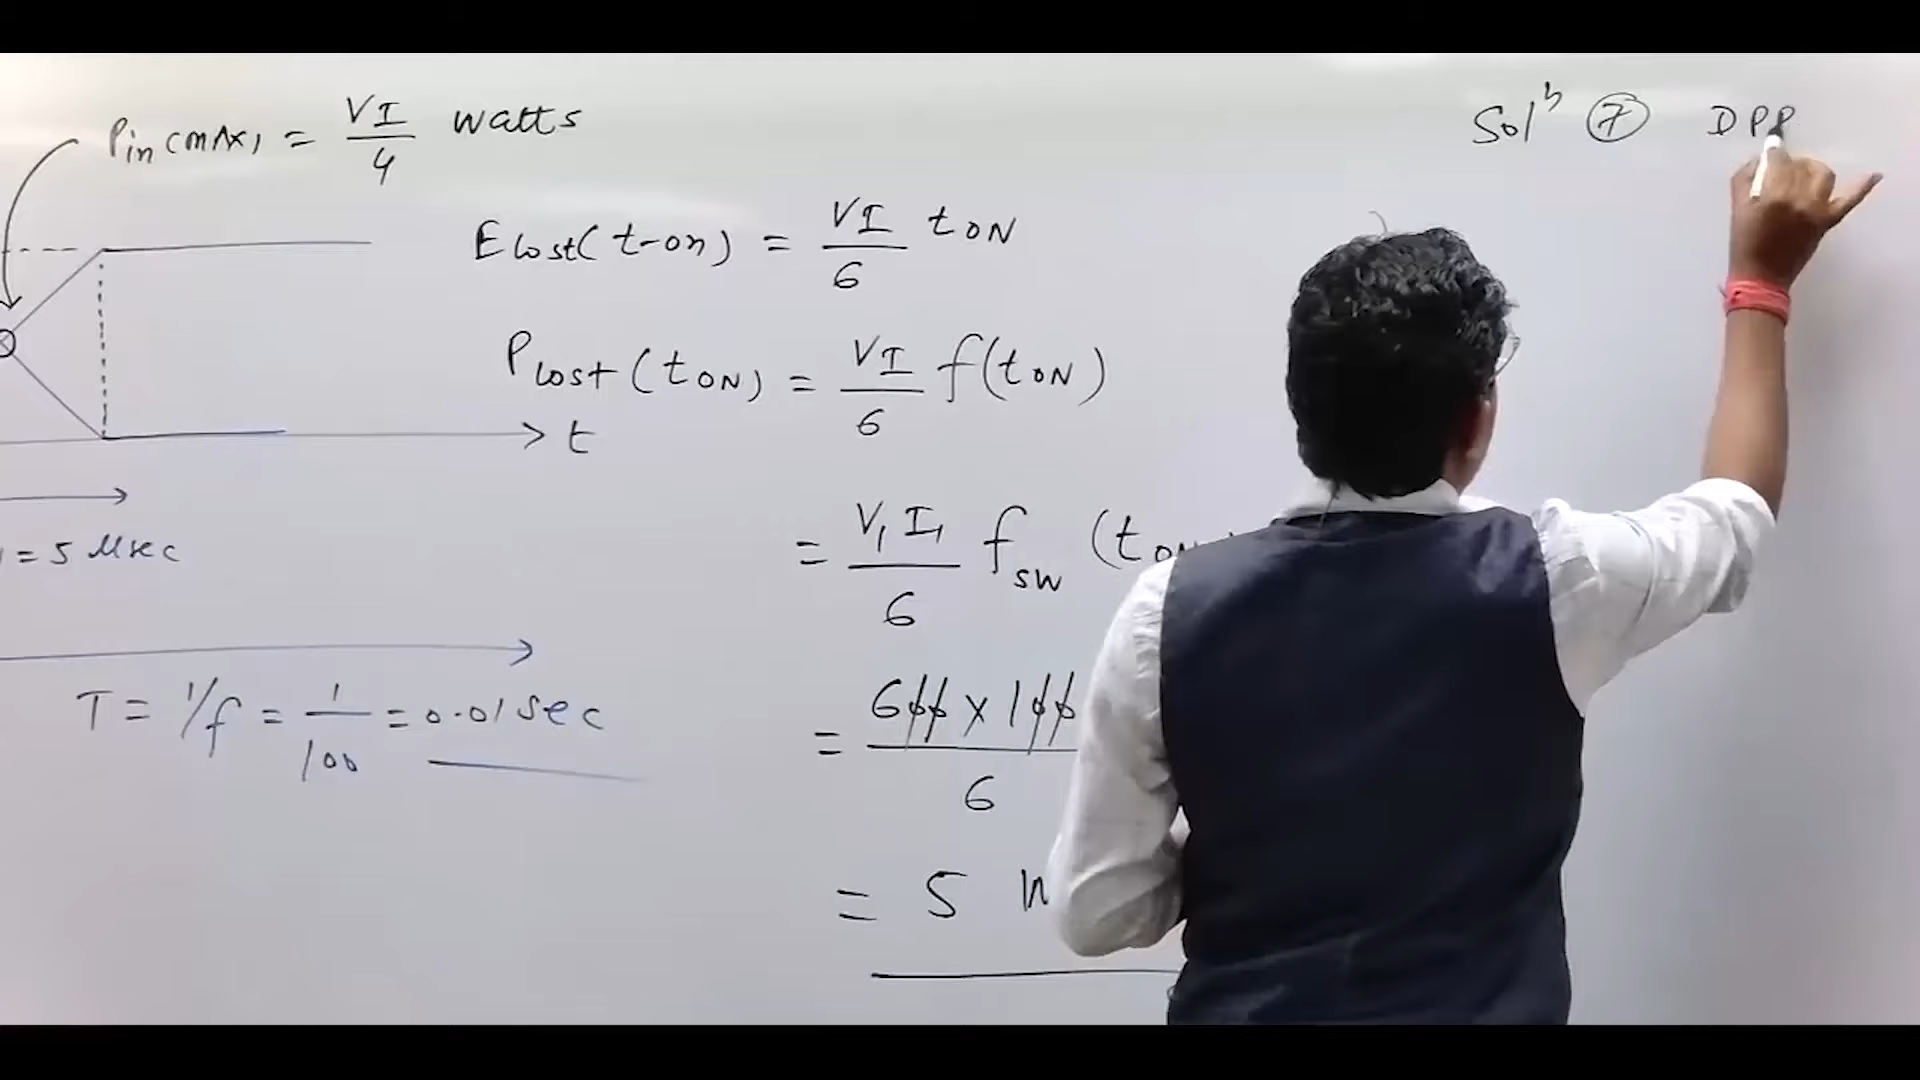 Pin(mAx) = VI/4 watts
Solⁿ ⑦ DPP
Elost(t-on) = VI/6 tON
Plost(tON) = VI/6 f(tON)
t
= V₁I₁/6 fsw (tON
= 5 μsec
T = 1/f = 1/100 = 0.01 sec
= 600 x 100 / 6
= 5